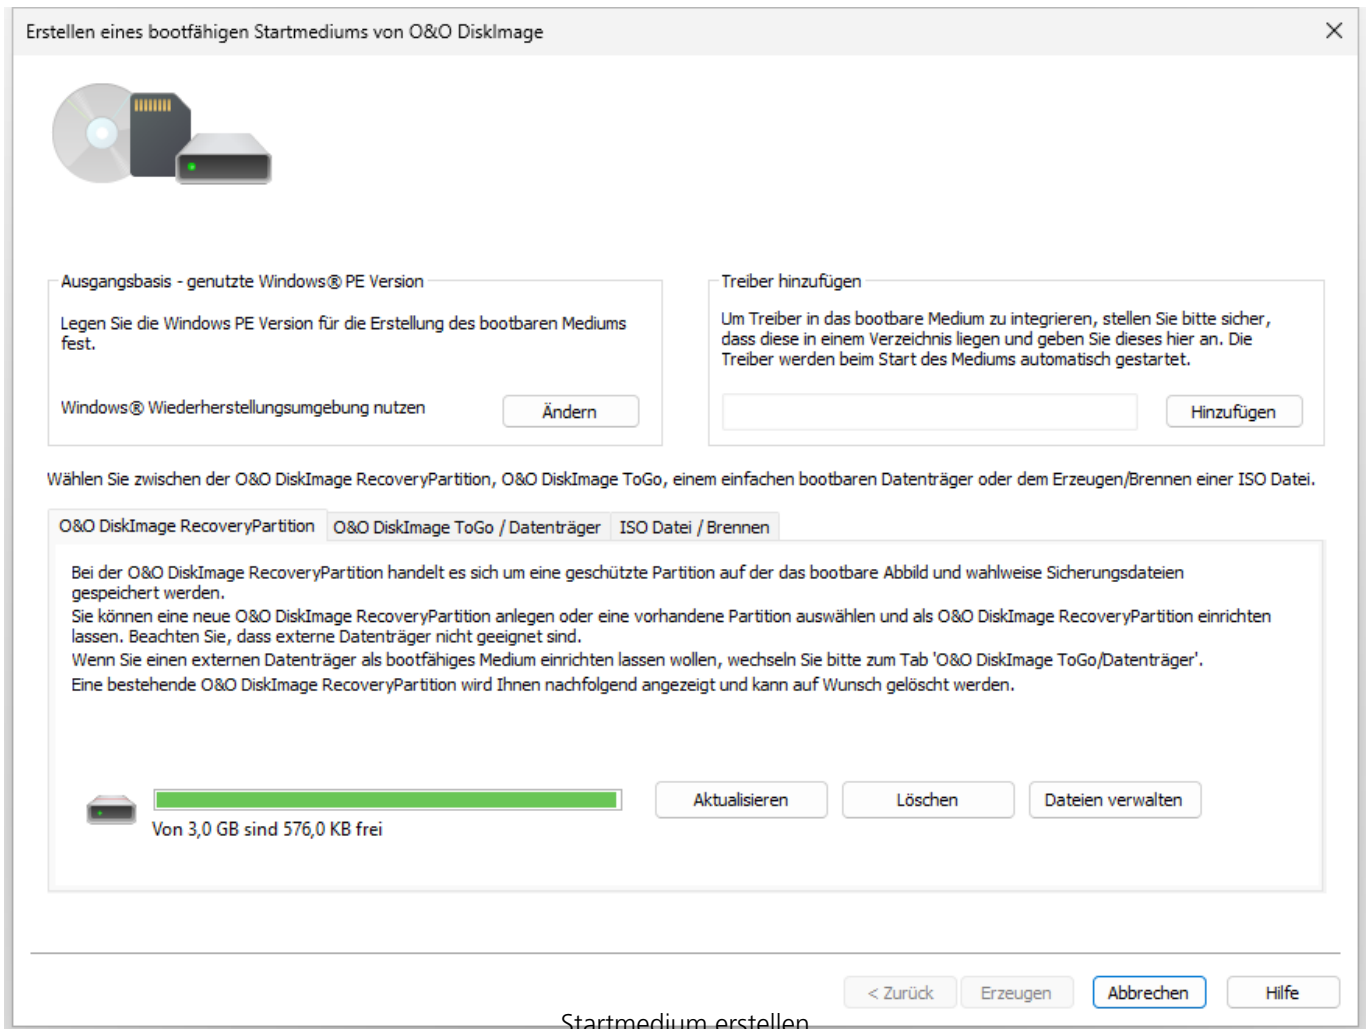 Erstellen eines bootfähigen Startmediums von O&O DiskImage
Ausgangsbasis - genutzte Windows® PE Version
Legen Sie die Windows PE Version für die Erstellung des bootbaren Mediums
fest.
Windows® Wiederherstellungsumgebung nutzen
Ändern
Treiber hinzufügen
Um Treiber in das bootbare Medium zu integrieren, stellen Sie bitte sicher,
dass diese in einem Verzeichnis liegen und geben Sie dieses hier an. Die
Treiber werden beim Start des Mediums automatisch gestartet.
Hinzufügen
Wählen Sie zwischen der O&O DiskImage RecoveryPartition, O&O DiskImage ToGo, einem einfachen bootbaren Datenträger oder dem Erzeugen/Brennen einer ISO Datei.
O&O DiskImage RecoveryPartition
O&O DiskImage ToGo / Datenträger
ISO Datei / Brennen
Bei der O&O DiskImage RecoveryPartition handelt es sich um eine geschützte Partition auf der das bootbare Abbild und wahlweise Sicherungsdateien
gespeichert werden.
Sie können eine neue O&O DiskImage RecoveryPartition anlegen oder eine vorhandene Partition auswählen und als O&O DiskImage RecoveryPartition einrichten
lassen. Beachten Sie, dass externe Datenträger nicht geeignet sind.
Wenn Sie einen externen Datenträger als bootfähiges Medium einrichten lassen wollen, wechseln Sie bitte zum Tab 'O&O DiskImage ToGo/Datenträger'.
Eine bestehende O&O DiskImage RecoveryPartition wird Ihnen nachfolgend angezeigt und kann auf Wunsch gelöscht werden.
Von 3,0 GB sind 576,0 KB frei
Aktualisieren
Löschen
Dateien verwalten
< Zurück
Erzeugen
Abbrechen
Hilfe
Startmedium erstellen